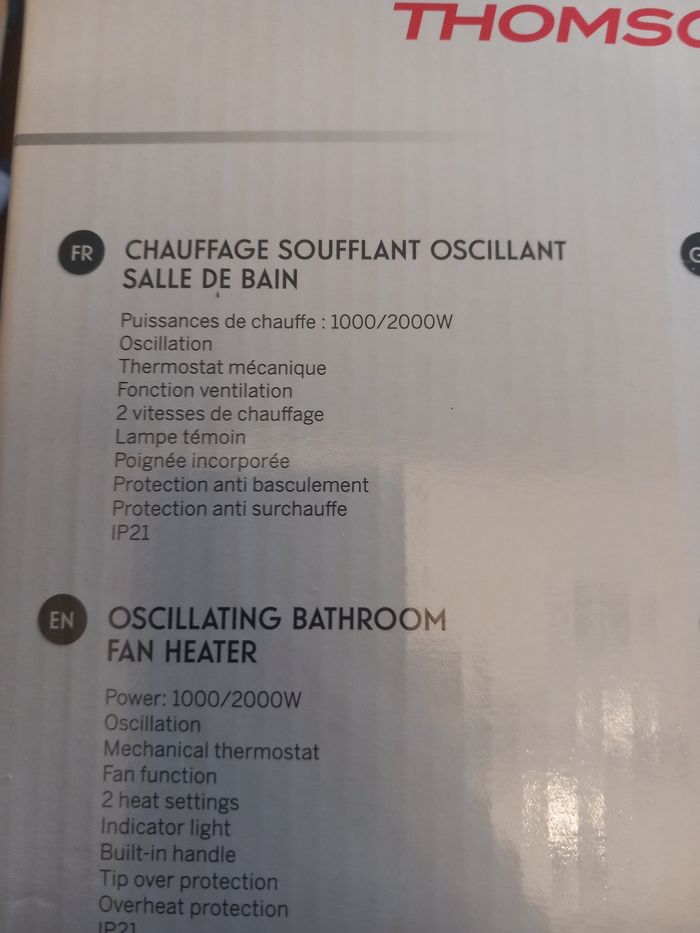 FR
CHAUFFAGE SOUFFLANT OSCILLANT
SALLE DE BAIN
Puissances de chauffe : 1000/2000W
Oscillation
Thermostat mécanique
Fonction ventilation
2 vitesses de chauffage
Lampe témoin
Poignée incorporée
Protection anti basculement
Protection anti surchauffe
IP21
EN
OSCILLATING BATHROOM
FAN HEATER
Power: 1000/2000W
Oscillation
Mechanical thermostat
Fan function
2 heat settings
Indicator light
Built-in handle
Tip over protection
Overheat protection
IP21